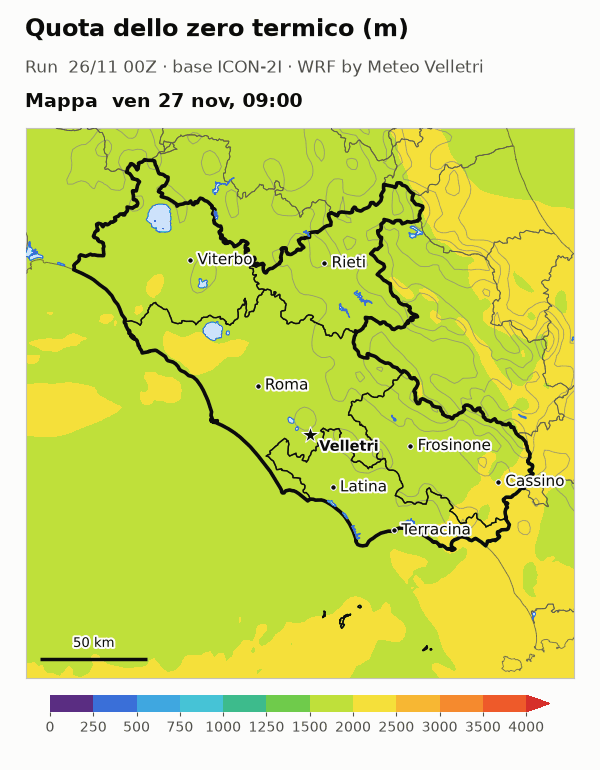 Quota dello zero termico (m)
Run  26/11 00Z · base ICON-2I · WRF by Meteo Velletri
Mappa  ven 27 nov, 09:00
Viterbo
Rieti
Roma
Velletri
Frosinone
Cassino
Latina
Terracina
50 km
0 250 500 750 1000 1250 1500 2000 2500 3000 3500 4000